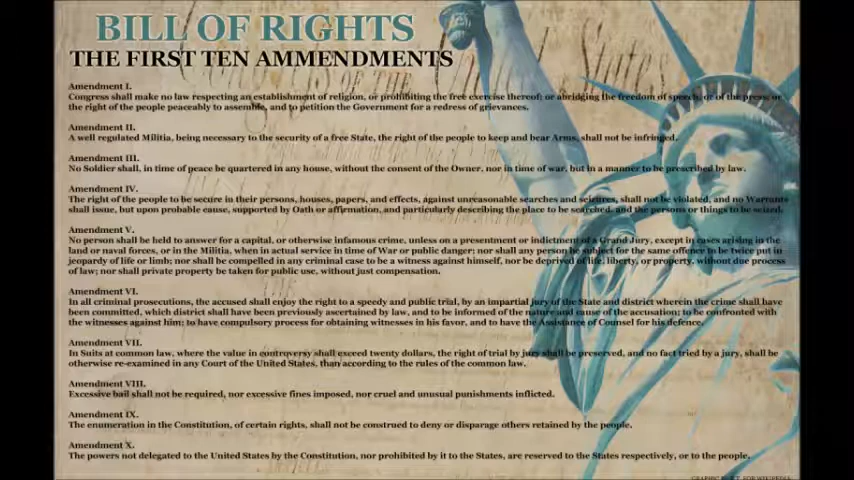 BILL OF RIGHTS
THE FIRST TEN AMMENDMENTS
Amendment I.
Congress shall make no law respecting an establishment of religion, or prohibiting the free exercise thereof; or abridging the freedom of speech, or of the press; or
the right of the people peaceably to assemble, and to petition the Government for a redress of grievances.
Amendment II.
A well regulated Militia, being necessary to the security of a free State, the right of the people to keep and bear Arms, shall not be infringed.
Amendment III.
No Soldier shall, in time of peace be quartered in any house, without the consent of the Owner, nor in time of war, but in a manner to be prescribed by law.
Amendment IV.
The right of the people to be secure in their persons, houses, papers, and effects, against unreasonable searches and seizures, shall not be violated, and no Warrants
shall issue, but upon probable cause, supported by Oath or affirmation, and particularly describing the place to be searched, and the persons or things to be seized.
Amendment V.
No person shall be held to answer for a capital, or otherwise infamous crime, unless on a presentment or indictment of a Grand Jury, except in cases arising in the
land or naval forces, or in the Militia, when in actual service in time of War or public danger; nor shall any person be subject for the same offence to be twice put in
jeopardy of life or limb; nor shall be compelled in any criminal case to be a witness against himself, nor be deprived of life, liberty, or property, without due process
of law; nor shall private property be taken for public use, without just compensation.
Amendment VI.
In all criminal prosecutions, the accused shall enjoy the right to a speedy and public trial, by an impartial jury of the State and district wherein the crime shall have
been committed, which district shall have been previously ascertained by law, and to be informed of the nature and cause of the accusation; to be confronted with
the witnesses against him; to have compulsory process for obtaining witnesses in his favor, and to have the Assistance of Counsel for his defence.
Amendment VII.
In Suits at common law, where the value in controversy shall exceed twenty dollars, the right of trial by jury shall be preserved, and no fact tried by a jury, shall be
otherwise re-examined in any Court of the United States, than according to the rules of the common law.
Amendment VIII.
Excessive bail shall not be required, nor excessive fines imposed, nor cruel and unusual punishments inflicted.
Amendment IX.
The enumeration in the Constitution, of certain rights, shall not be construed to deny or disparage others retained by the people.
Amendment X.
The powers not delegated to the United States by the Constitution, nor prohibited by it to the States, are reserved to the States respectively, or to the people.